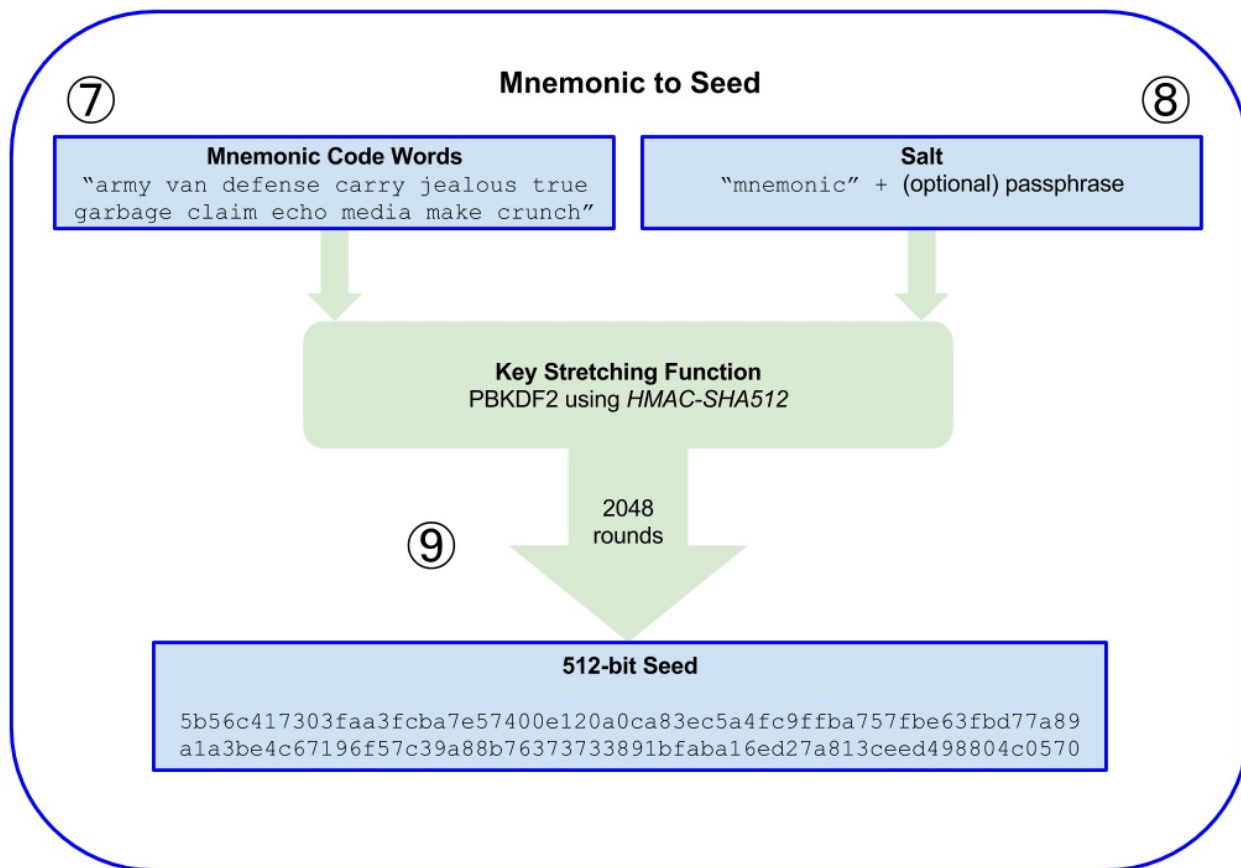 Mnemonic to Seed
⑦
⑧
Mnemonic Code Words
“army van defense carry jealous true
garbage claim echo media make crunch”
Salt
“mnemonic” + (optional) passphrase
Key Stretching Function
PBKDF2 using HMAC-SHA512
2048
rounds
⑨
512-bit Seed
5b56c417303faa3fcba7e57400e120a0ca83ec5a4fc9ffba757fbe63fbd77a89
a1a3be4c67196f57c39a88b76373733891bfaba16ed27a813ceed498804c0570